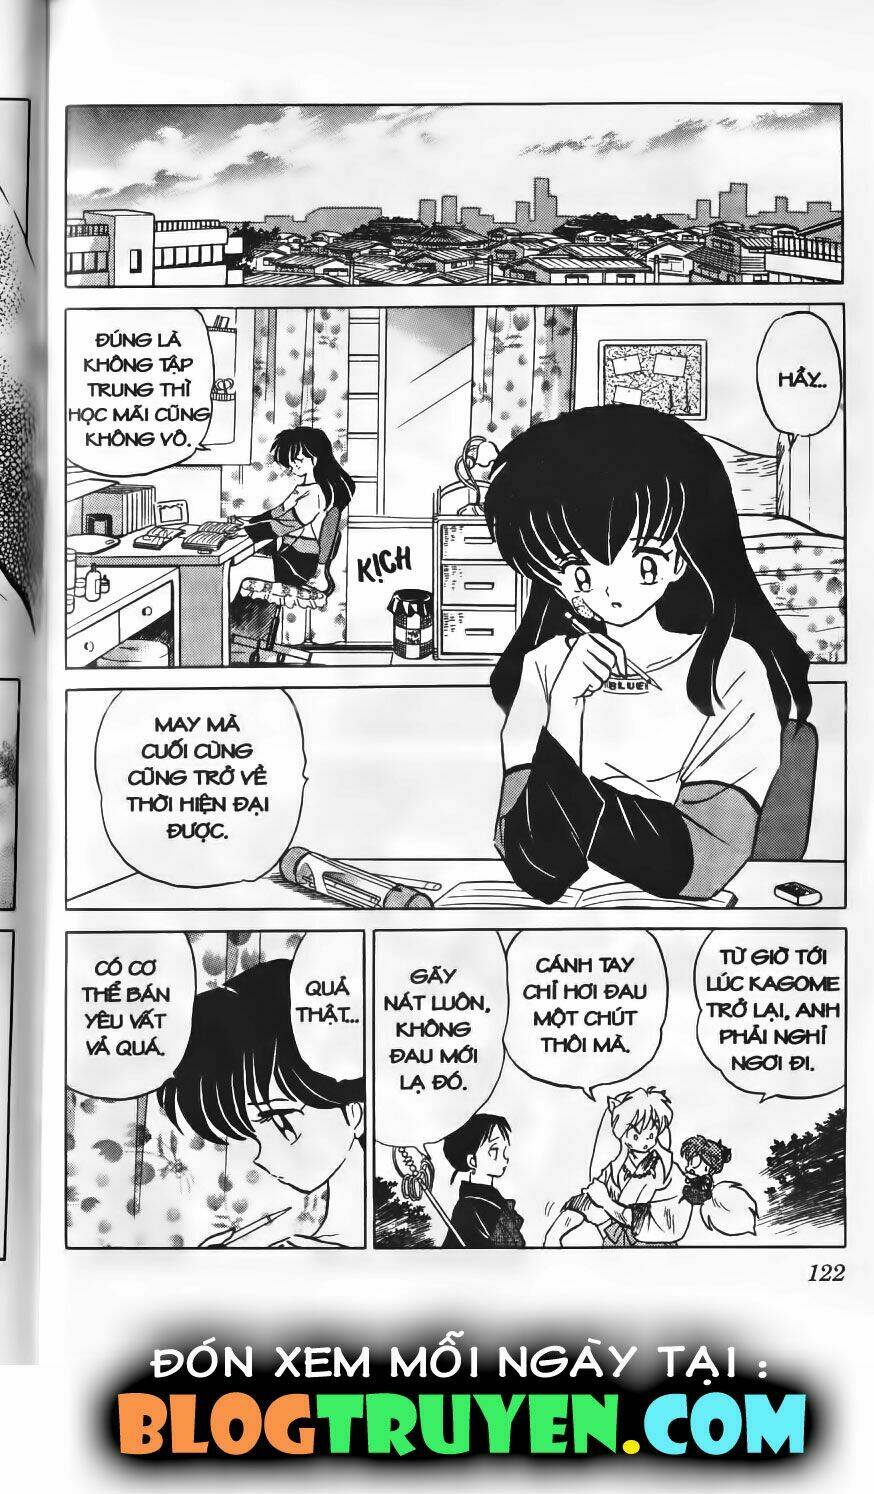 HẦY..
ĐÚNG LÀ
KHÔNG TẬP
TRUNG THÌ
HỌC MÃI CŨNG
KHÔNG VÔ.
KỊCH
BLUE!
MAY MÀ
CUỐI CÙNG
CŨNG TRỞ VỀ
THỜI HIỆN ĐẠI
ĐƯỢC.
TỪ GIỜ TỚI
LÚC KAGOME
TRỞ LẠI, ANH
PHẢI NGHỈ
NGƠI ĐI.
CÁNH TAY
CHỈ HƠI ĐAU
MỘT CHÚT
THÔI MÀ.
GÃY
NÁT LUÔN,
KHÔNG
ĐAU MỚI
LẠ ĐÓ.
QUẢ
THẬT...
CÓ CƠ
THỂ BÁN
YÊU VẤT
VẢ QUÁ.
122
ĐÓN XEM MỖI NGÀY TẠI :
BLOGTRUYEN.COM